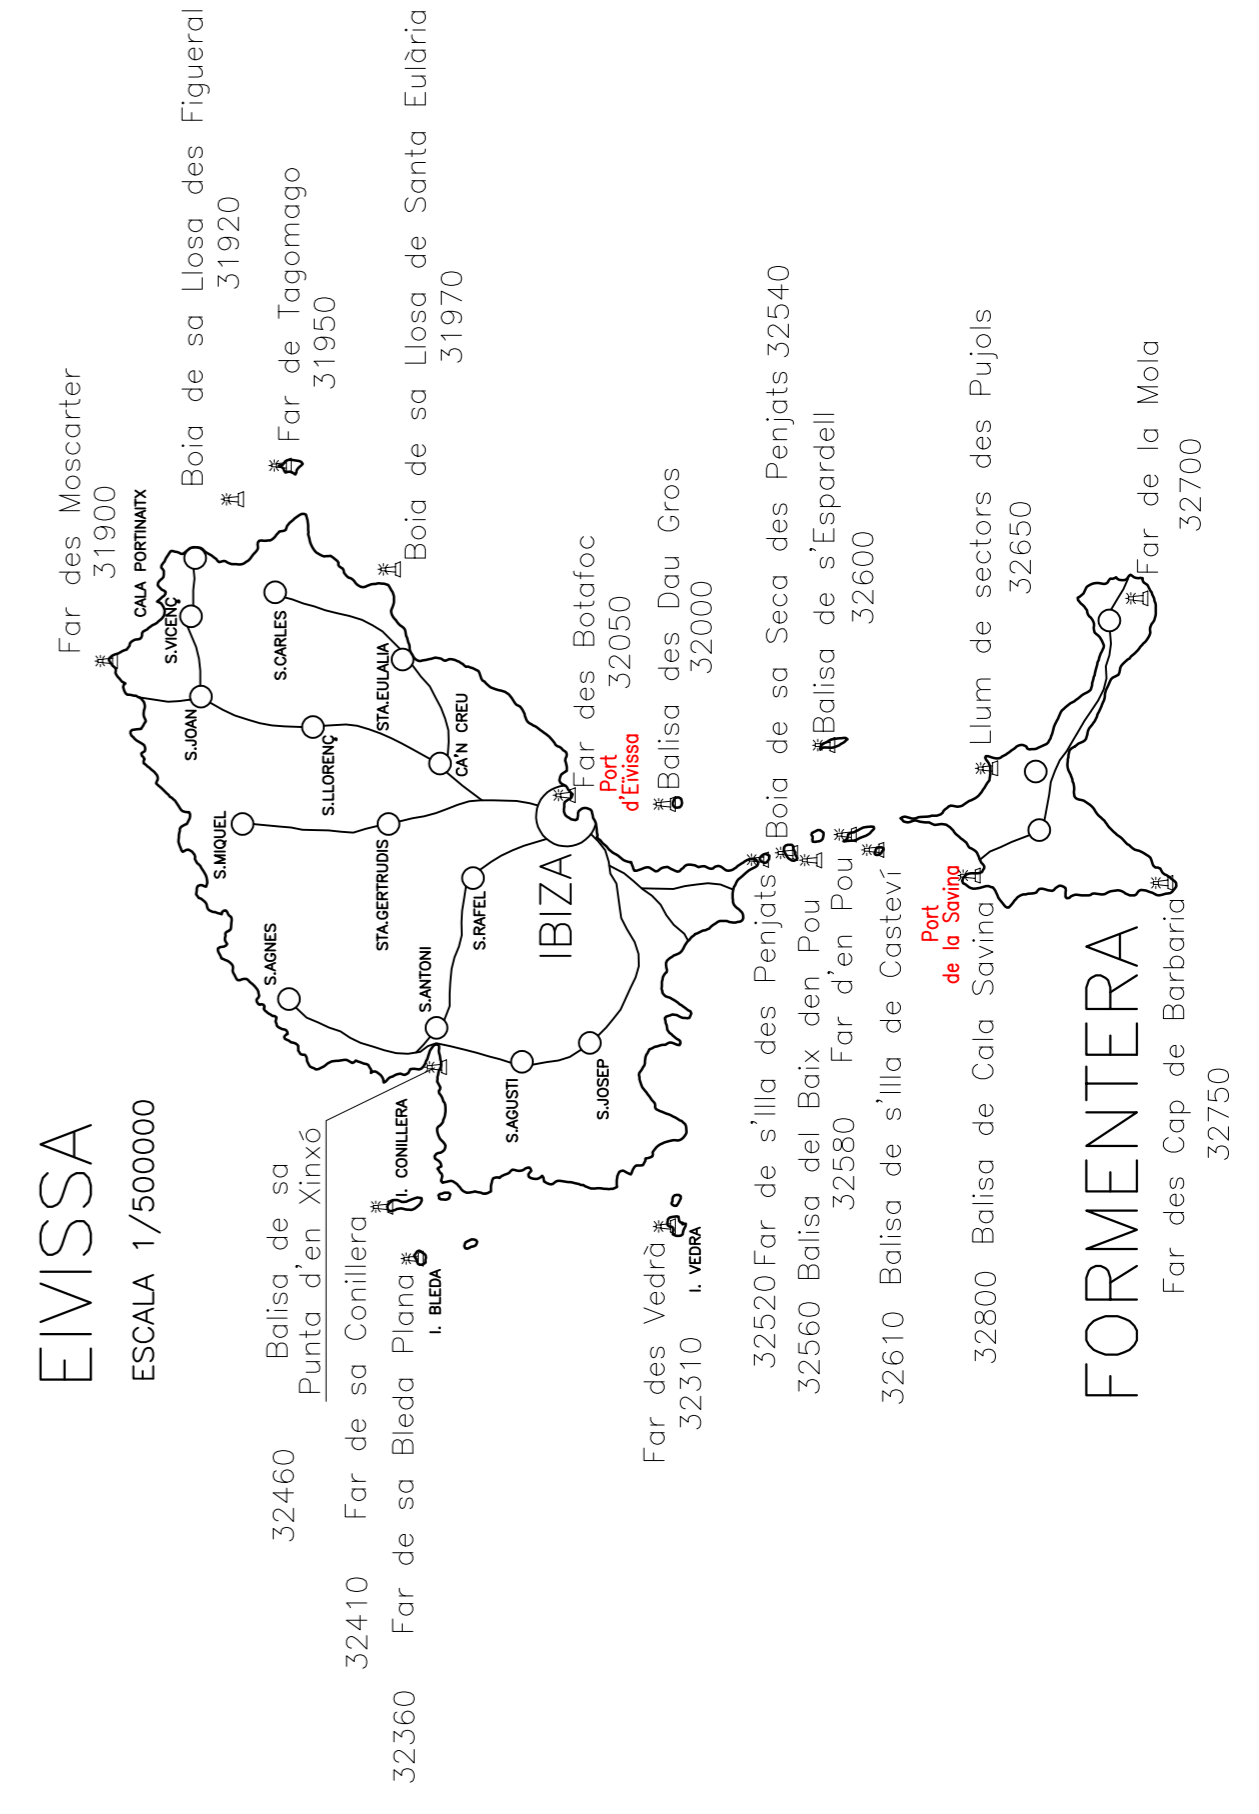 EIVISSA
ESCALA 1/500000
Far des Moscarter
31900
CALA PORTINAITX
Boia de sa Llosa des Figueral
31920
Far de Tagomago
31950
Boia de sa Llosa de Santa Eulària
31970
S.VICENÇ
S.JOAN
S.CARLES
S.LLORENÇ
STA.EULALIA
CA'N CREU
S.MIQUEL
STA.GERTRUDIS
S.AGNES
S.RAFEL
S.ANTONI
IBIZA
S.AGUSTI
S.JOSEP
32460
Balisa de sa
Punta d'en Xinxó
32410 Far de sa Conillera
I. CONILLERA
32360 Far de sa Bleda Plana
I. BLEDA
Far des Botafoc
32050
Port
d'Eivissa
Balisa des Dau Gros
32000
Far des Vedrà
32310
I. VEDRA
32520 Far de s'Illa des Penjats
Boia de sa Seca des Penjats 32540
32560 Balisa del Baix den Pou
Balisa de s'Espardell
32600
32580 Far d'en Pou
32610 Balisa de s'Illa de Casteví
Port
de la Savina
32800 Balisa de Cala Savina
Llum de sectors des Pujols
32650
FORMENTERA
Far de la Mola
32700
Far des Cap de Barbaria
32750